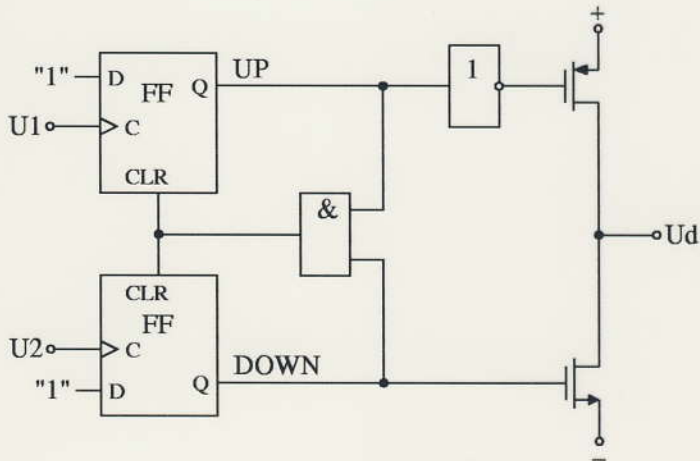 +
"1"
D
FF
Q
UP
1
U1
C
CLR
&
Ud
CLR
FF
U2
C
DOWN
"1"
D
Q
−